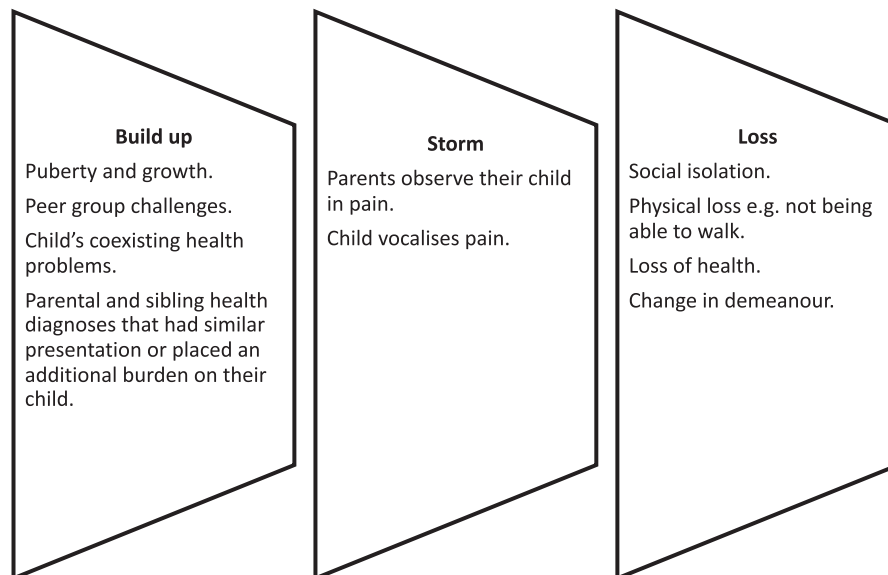 Build up
Puberty and growth.
Peer group challenges.
Child's coexisting health
problems.
Parental and sibling health
diagnoses that had similar
presentation or placed an
additional burden on their
child.
Storm
Parents observe their child
in pain.
Child vocalises pain.
Loss
Social isolation.
Physical loss e.g. not being
able to walk.
Loss of health.
Change in demeanour.